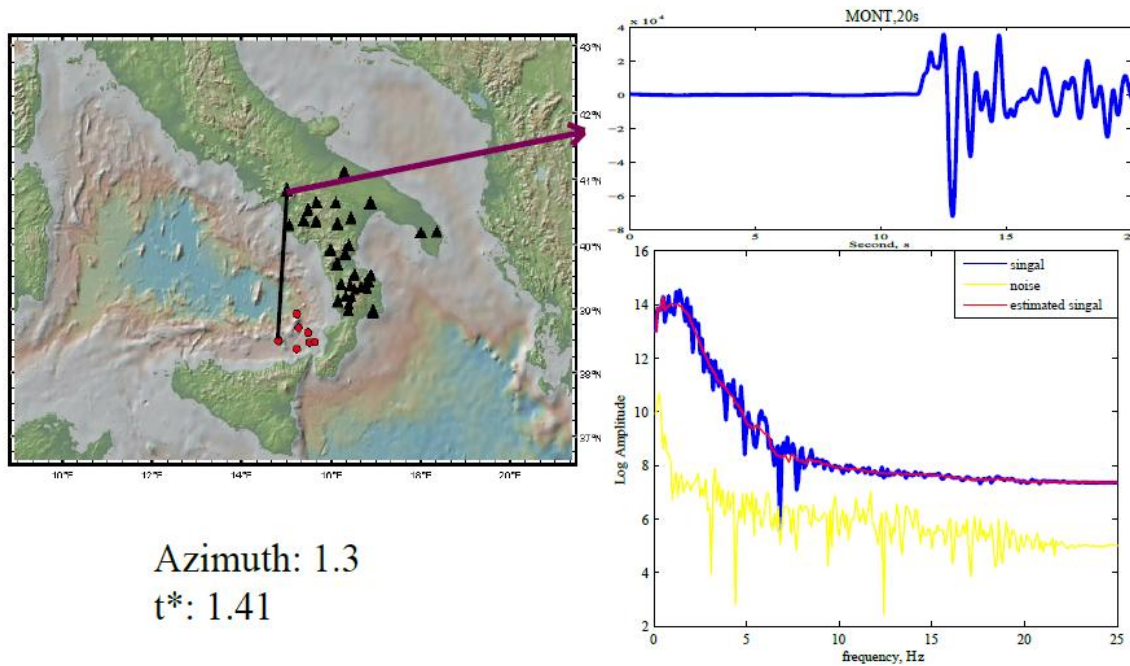 MONT,20s
x 10⁴
4
2
0
−2
−4
−6
−8
0
5
10
15
20
Second, s
43°N
42°N
41°N
40°N
39°N
38°N
37°N
10°E
12°E
14°E
16°E
18°E
20°E
16
14
12
10
8
6
4
2
Log Amplitude
singal
noise
estimated singal
0
5
10
15
20
25
frequency, Hz
Azimuth: 1.3
t*: 1.41